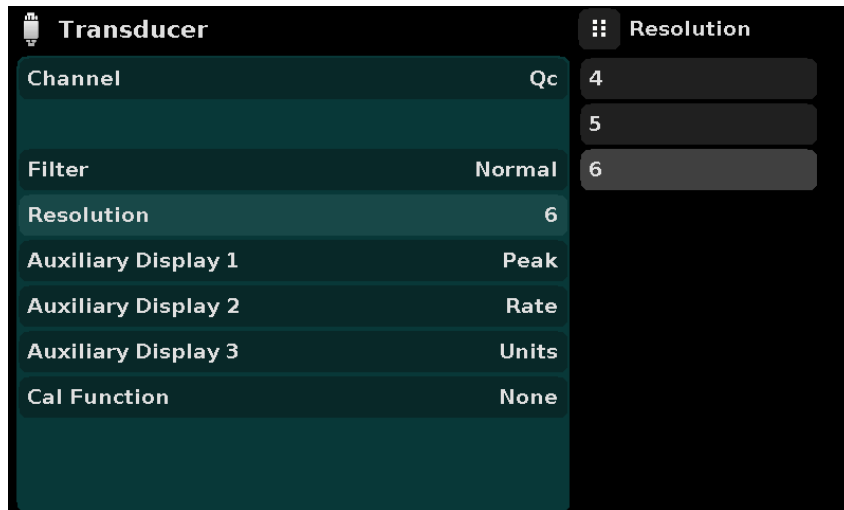 Transducer
Channel Qc
Filter Normal
Resolution 6
Auxiliary Display 1 Peak
Auxiliary Display 2 Rate
Auxiliary Display 3 Units
Cal Function None
Resolution
4
5
6